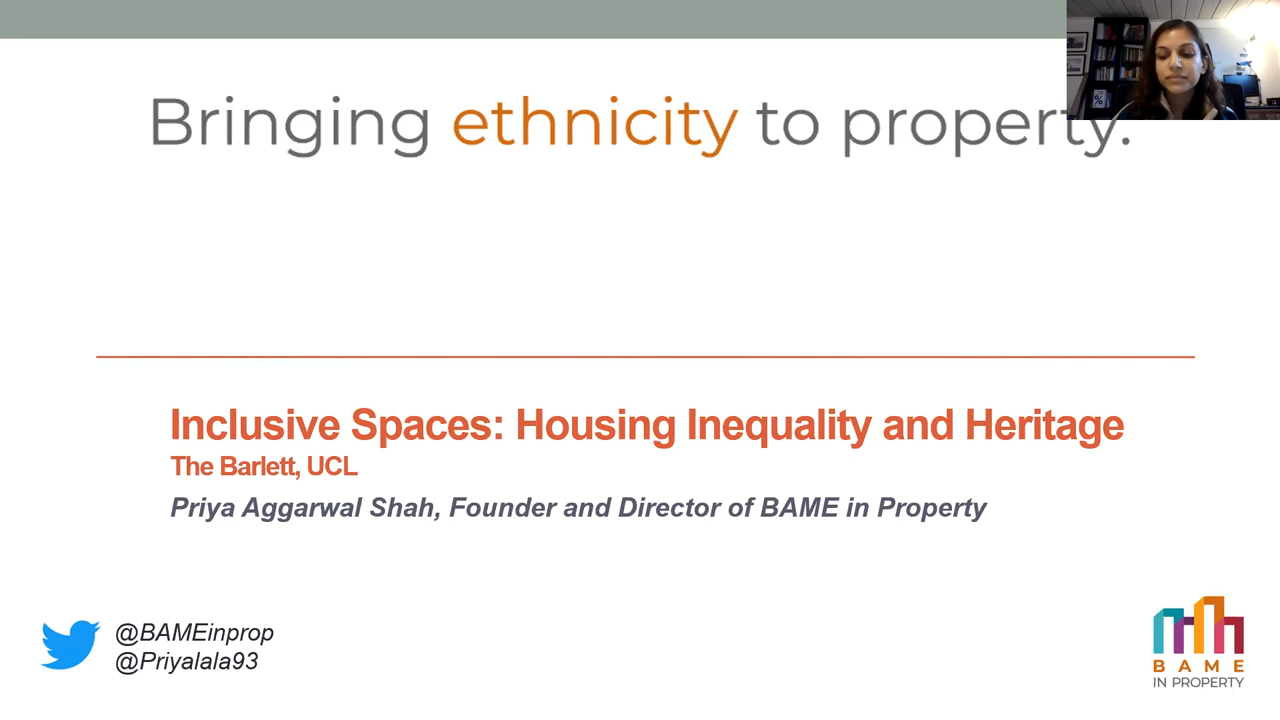 Bringing ethnicity to property.
Inclusive Spaces: Housing Inequality and Heritage
The Barlett, UCL
Priya Aggarwal Shah, Founder and Director of BAME in Property
@BAMEinprop
@Priyalala93
BAME
IN PROPERTY
%